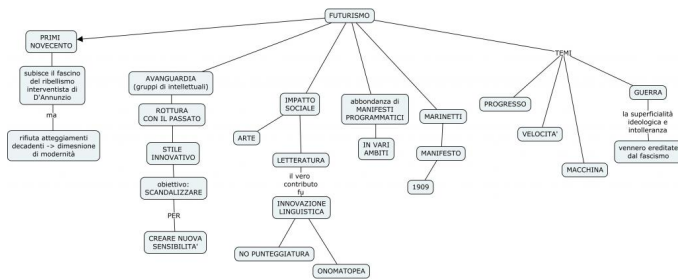 FUTURISMO
PRIMI
NOVECENTO
subisce il fascino
del ribellismo
interventista di
D'Annunzio
ma
rifiuta atteggiamenti
decadenti -> dimesnione
di modernità
AVANGUARDIA
(gruppi di intellettuali)
ROTTURA
CON IL PASSATO
STILE
INNOVATIVO
obiettivo:
SCANDALIZZARE
PER
CREARE NUOVA
SENSIBILITA'
IMPATTO
SOCIALE
ARTE
LETTERATURA
il vero
contributo
fu
INNOVAZIONE
LINGUISTICA
NO PUNTEGGIATURA
ONOMATOPEA
abbondanza di
MANIFESTI
PROGRAMMATICI
IN VARI
AMBITI
MARINETTI
MANIFESTO
1909
TEMI
PROGRESSO
VELOCITA'
MACCHINA
GUERRA
la superficialità
ideologica e
intolleranza
vennero ereditate
dal fascismo